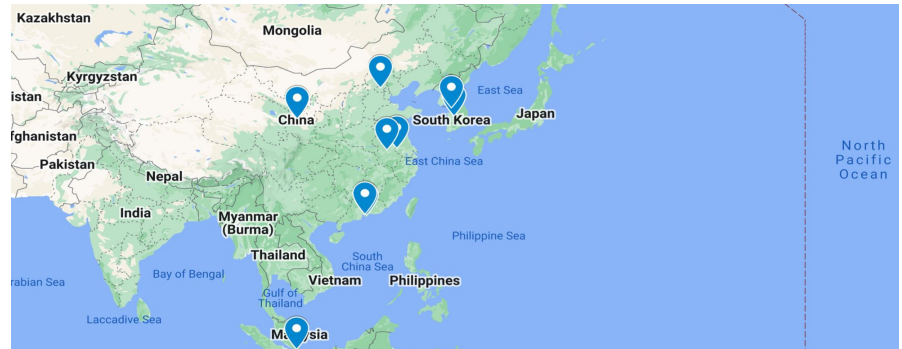 Kazakhstan
Mongolia
Kyrgyzstan
istan
East Sea
China
South Korea
Japan
fghanistan
North
Pacific
Ocean
Pakistan
East China Sea
Nepal
India
Myanmar
(Burma)
Philippine Sea
Thailand
South
China Sea
rabian Sea
Bay of Bengal
Vietnam
Philippines
Gulf of
Thailand
Laccadive Sea
Ma ysia